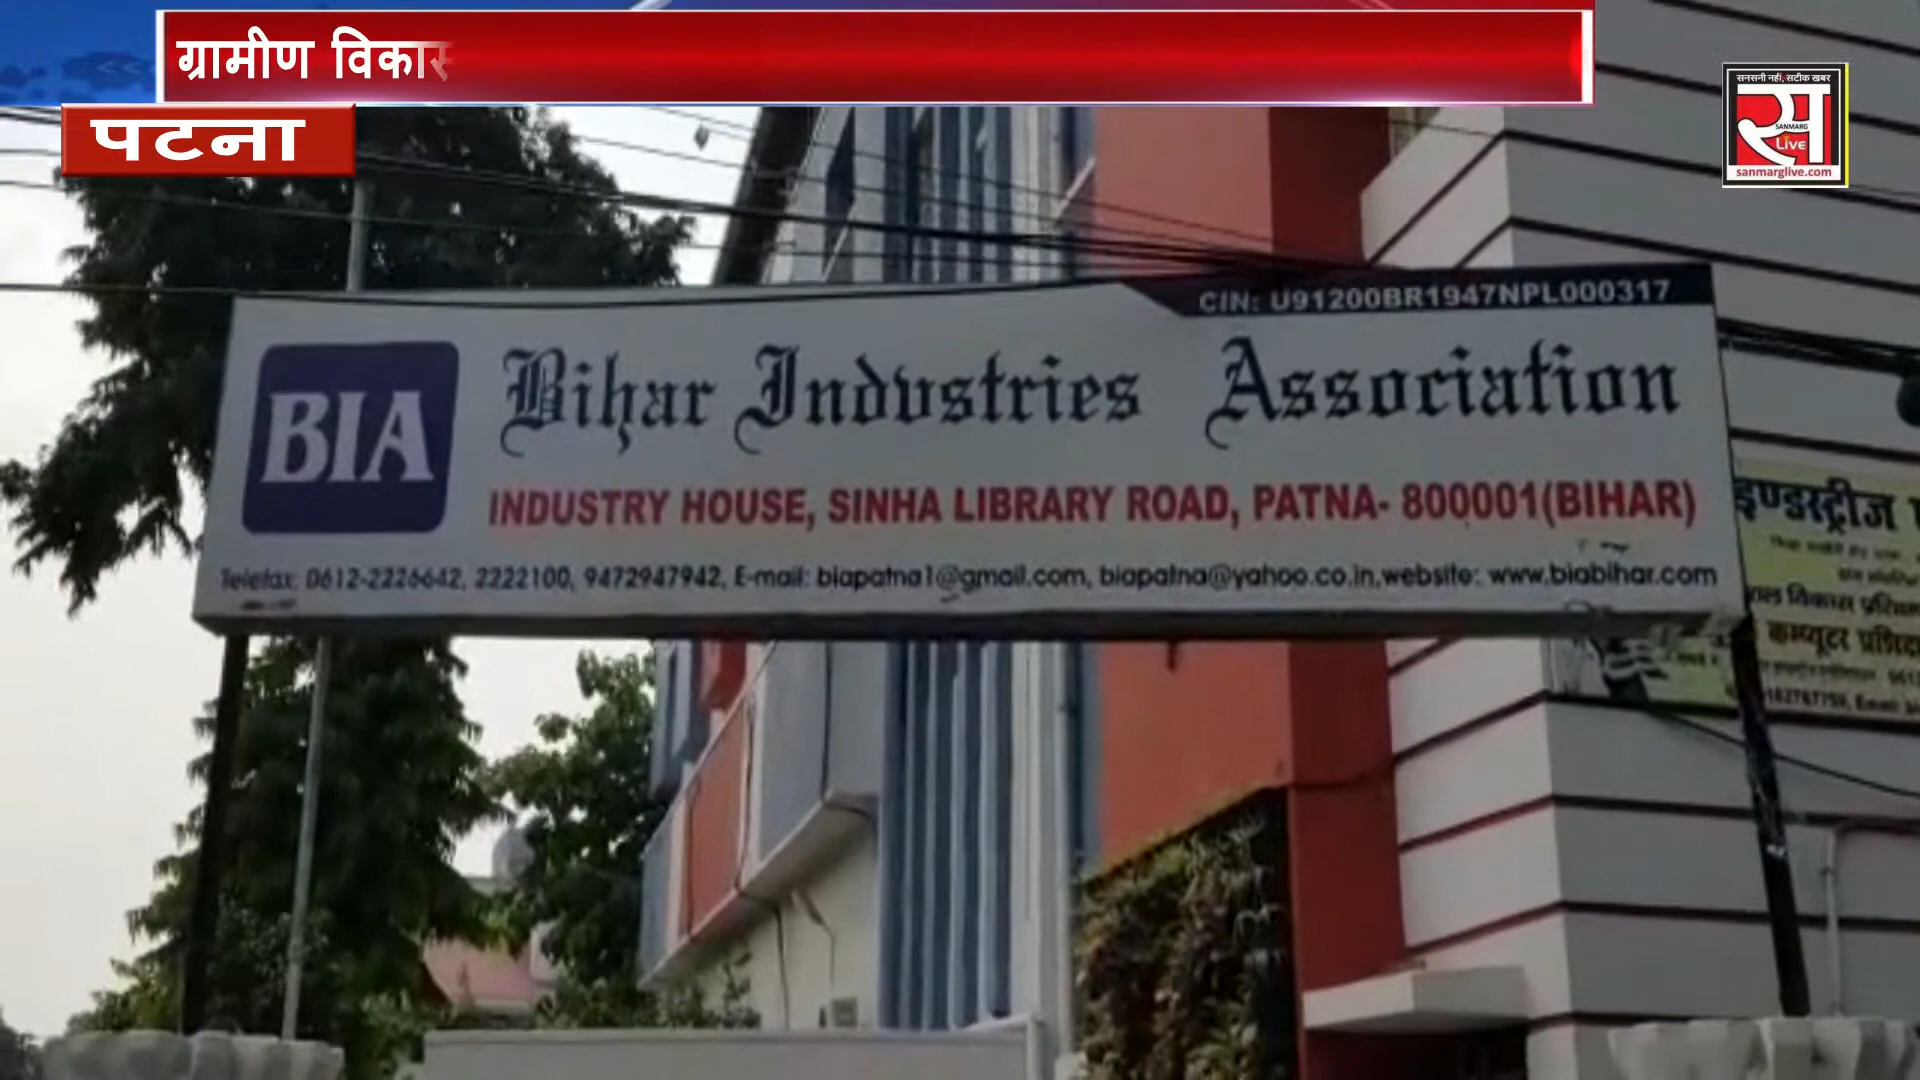 ग्रामीण विकास
पटना
सनसनी नहीं, सटीक खबर
स
SANMARG
Live
sanmarglive.com
CIN: U91200BR1947NPL000317
BIA
Bihar Industries Association
INDUSTRY HOUSE, SINHA LIBRARY ROAD, PATNA- 800001(BIHAR)
Telefax: 0612-2226642, 2222100, 9472947942, E-mail: biapatna1@gmail.com, biapatna@yahoo.co.in,website: www.biabihar.com
इण्डस्ट्रीज
विकास
कम्प्यूटर